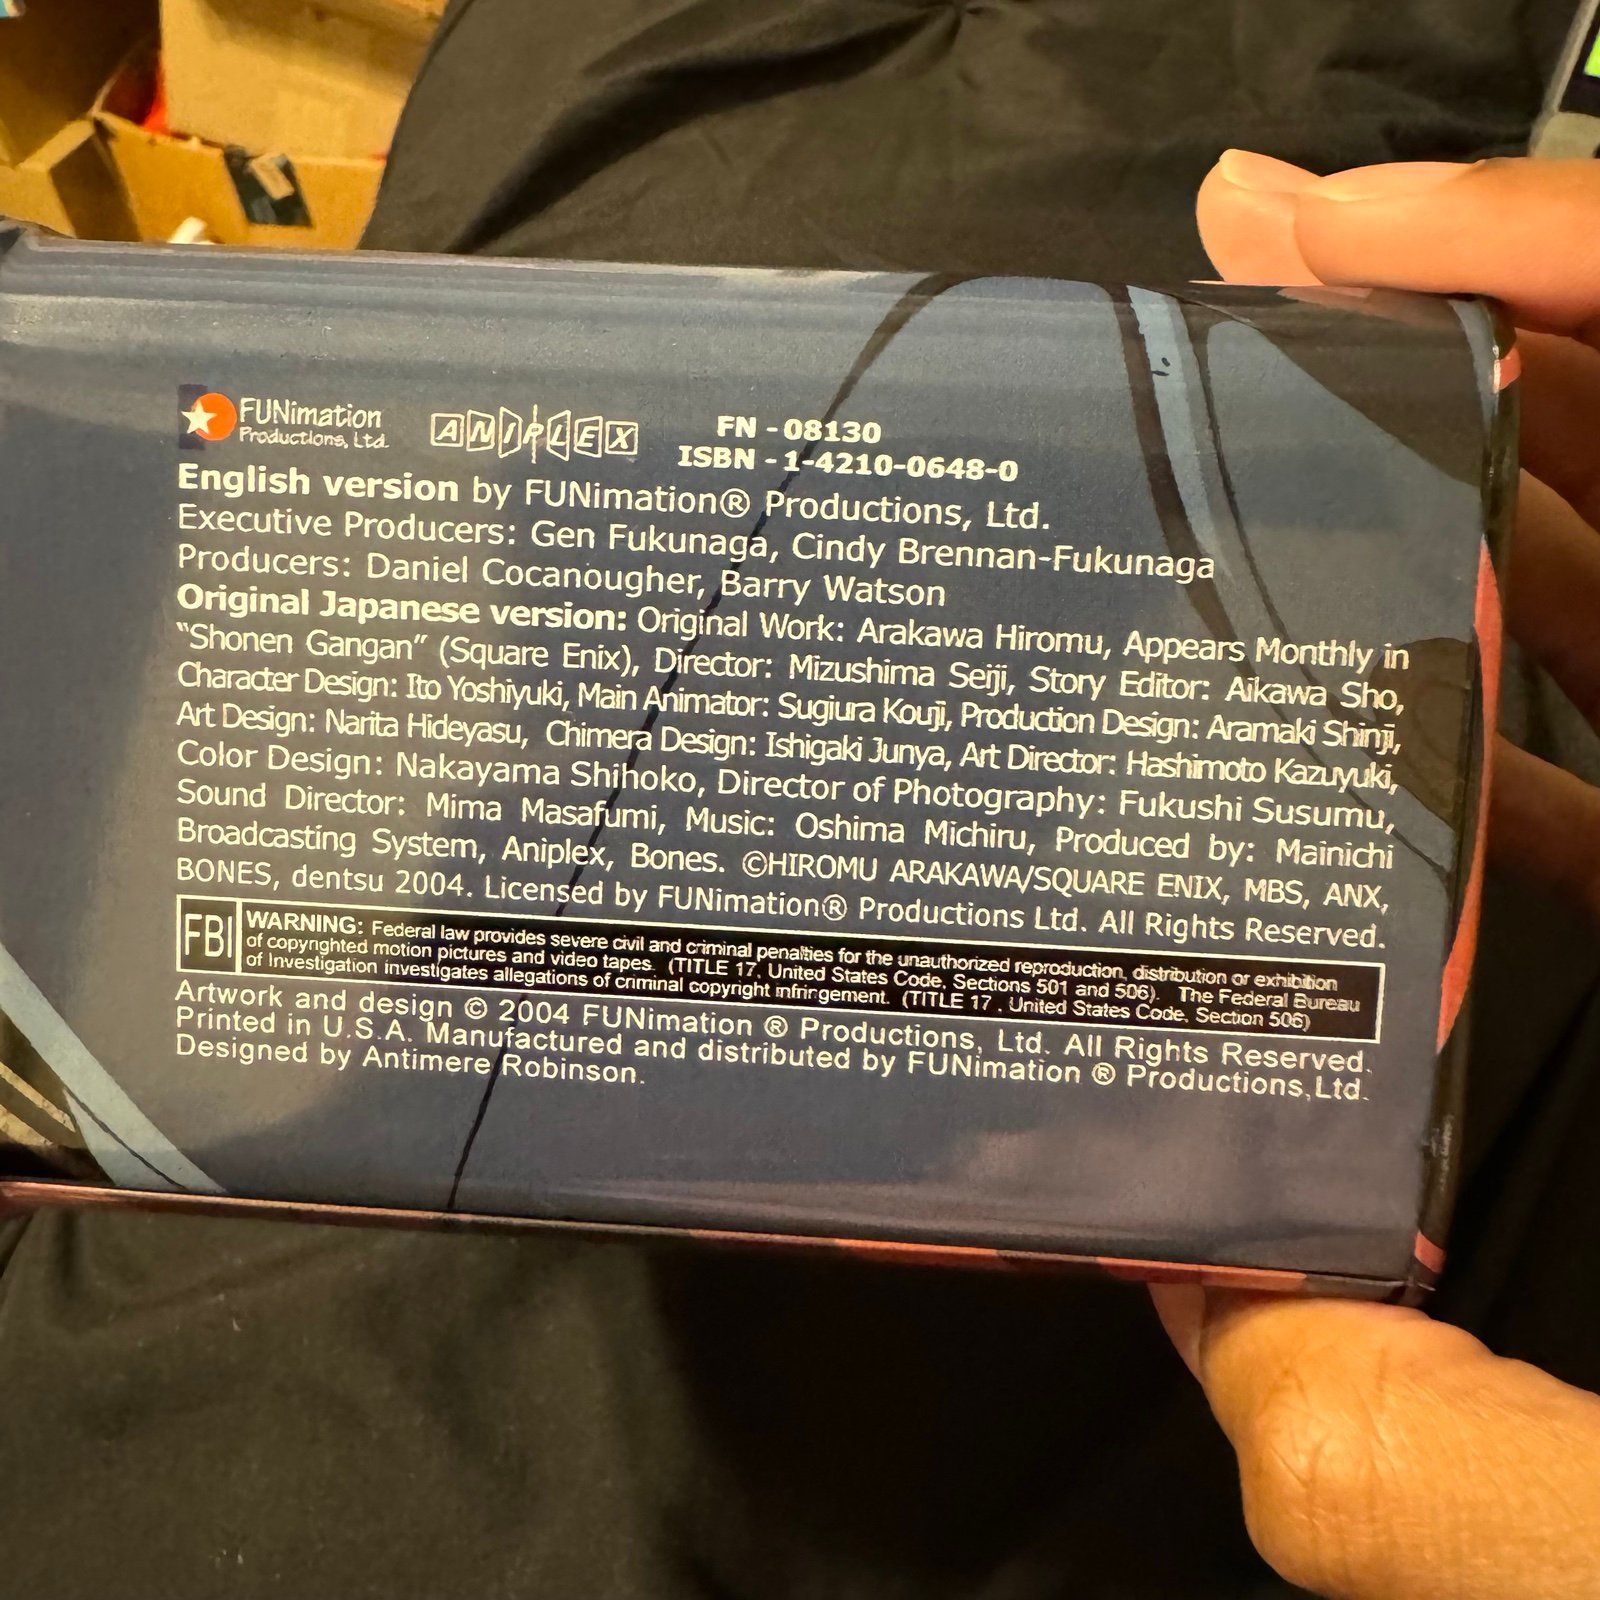 FUNimation
Productions, Ltd.
ANIPLEX
FN - 08130
ISBN - 1-4210-0648-0
English version by FUNimation® Productions, Ltd.
Executive Producers: Gen Fukunaga, Cindy Brennan-Fukunaga
Producers: Daniel Cocanougher, Barry Watson
Original Japanese version: Original Work: Arakawa Hiromu, Appears Monthly in
“Shonen Gangan” (Square Enix), Director: Mizushima Seiji, Story Editor: Aikawa Sho,
Character Design: Ito Yoshiyuki, Main Animator: Sugiura Kouji, Production Design: Aramaki Shinji,
Art Design: Narita Hideyasu, Chimera Design: Ishigaki Junya, Art Director: Hashimoto Kazuyuki,
Color Design: Nakayama Shihoko, Director of Photography: Fukushi Susumu,
Sound Director: Mima Masafumi, Music: Oshima Michiru, Produced by: Mainichi
Broadcasting System, Aniplex, Bones. ©HIROMU ARAKAWA/SQUARE ENIX, MBS, ANX,
BONES, dentsu 2004. Licensed by FUNimation® Productions Ltd. All Rights Reserved.
FBI
WARNING: Federal law provides severe civil and criminal penalties for the unauthorized reproduction, distribution or exhibition
of copyrighted motion pictures and video tapes. (TITLE 17, United States Code, Sections 501 and 506). The Federal Bureau
of Investigation investigates allegations of criminal copyright infringement. (TITLE 17, United States Code, Section 506)
Artwork and design © 2004 FUNimation ® Productions, Ltd. All Rights Reserved.
Printed in U.S.A. Manufactured and distributed by FUNimation ® Productions, Ltd.
Designed by Antimere Robinson.